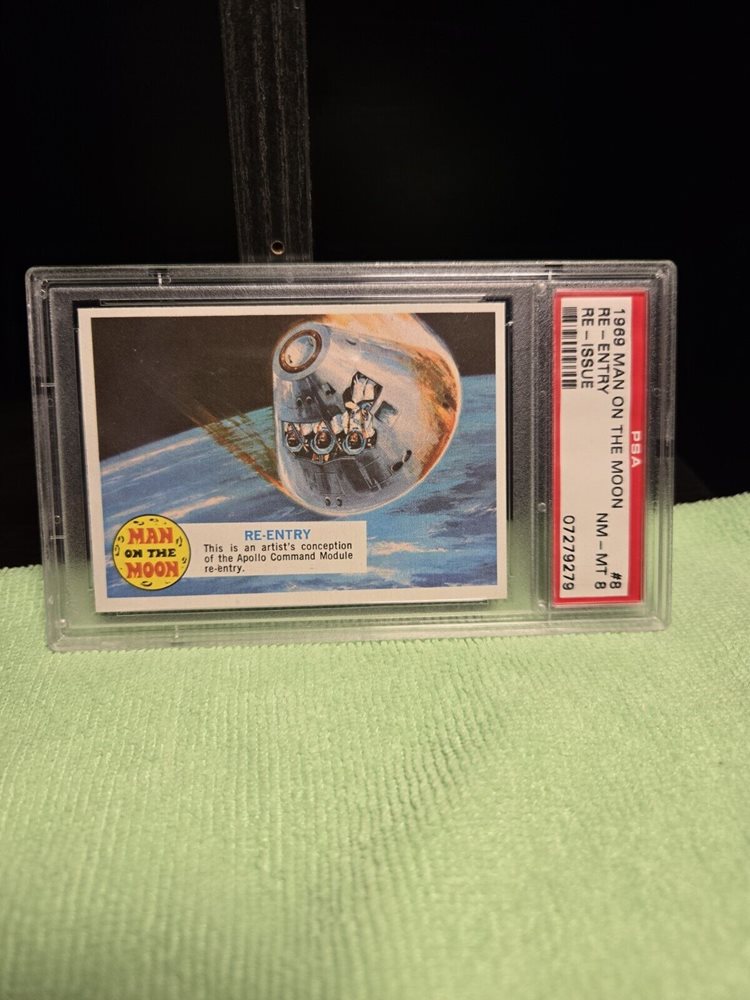 MAN
ON THE
MOON
RE-ENTRY
This is an artist's conception
of the Apollo Command Module
re-entry.
PSA
1969 MAN ON THE MOON #8
RE-ENTRY NM-MT 8
RE-ISSUE 07279279